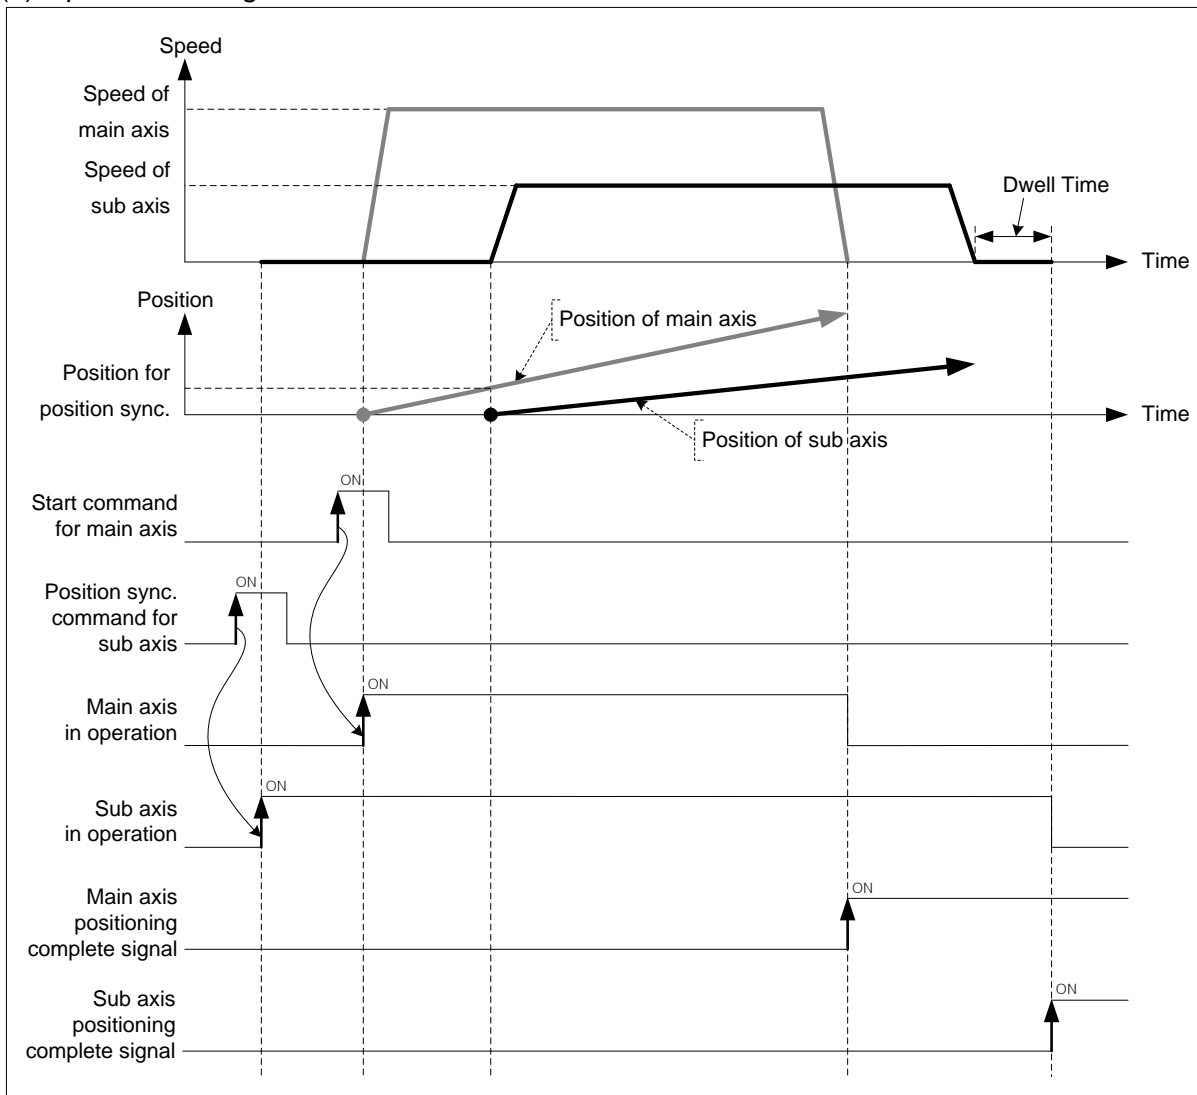 Speed
Speed of
main axis
Speed of
sub axis
Dwell Time
Time
Position
Position of main axis
Position for
position sync.
Time
Position of sub axis
ON
Start command
for main axis
ON
Position sync.
command for
sub axis
ON
Main axis
in operation
ON
Sub axis
in operation
ON
Main axis
positioning
complete signal
ON
Sub axis
positioning
complete signal